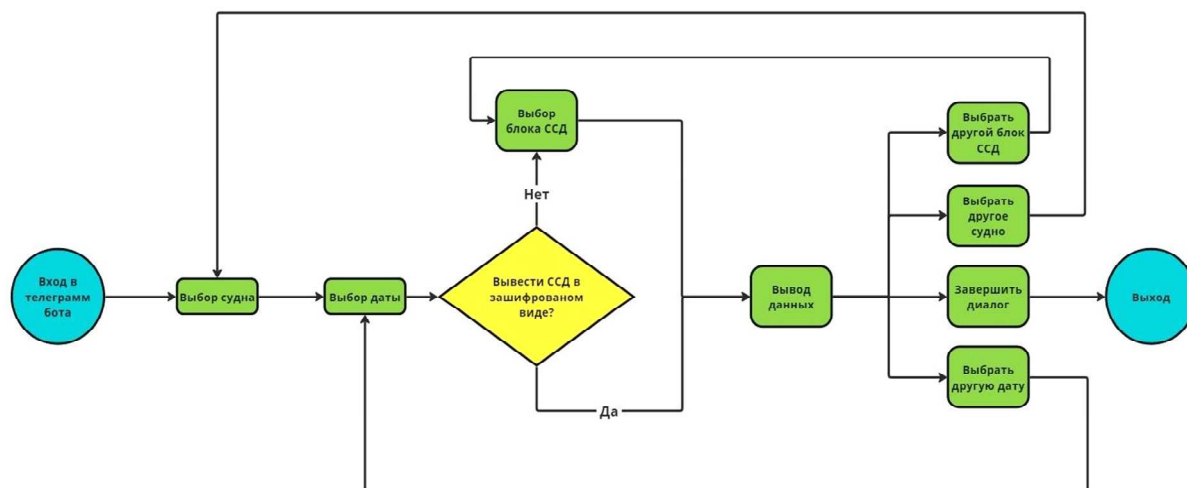 Выбор
блока ССД
Выбрать
другой блок
ССД
Нет
Выбрать
другое
судно
Вход в
телеграмм
бота
Выбор судна
Выбор даты
Вывести ССД в
зашифрованом
виде?
Вывод
данных
Завершить
диалог
Выход
Выбрать
другую дату
Да